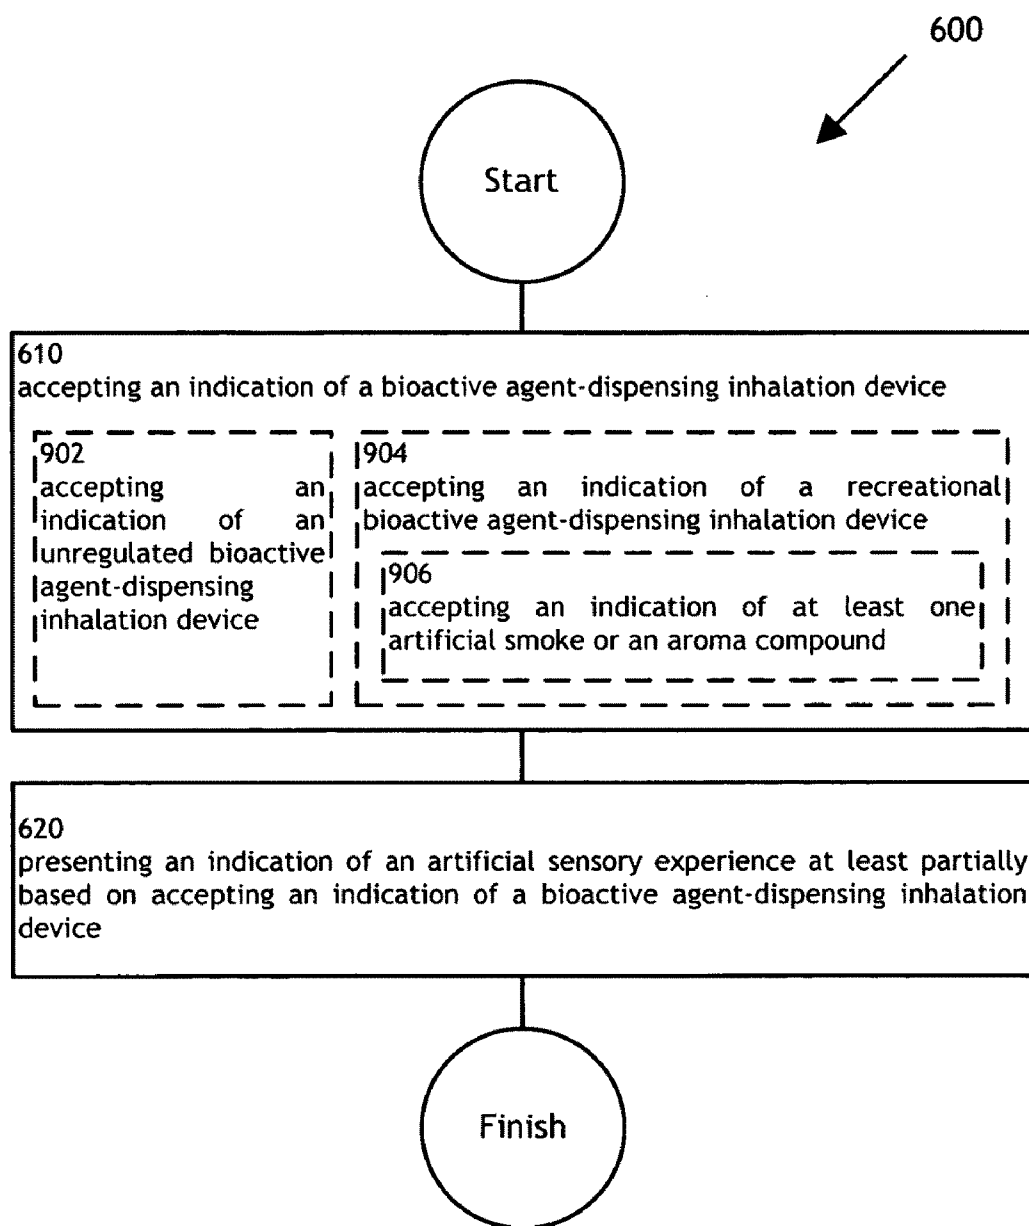 600
Start
610
accepting an indication of a bioactive agent-dispensing inhalation device
902
accepting an
indication of an
unregulated bioactive
agent-dispensing
inhalation device
904
accepting an indication of a recreational
bioactive agent-dispensing inhalation device
906
accepting an indication of at least one
artificial smoke or an aroma compound
620
presenting an indication of an artificial sensory experience at least partially
based on accepting an indication of a bioactive agent-dispensing inhalation
device
Finish